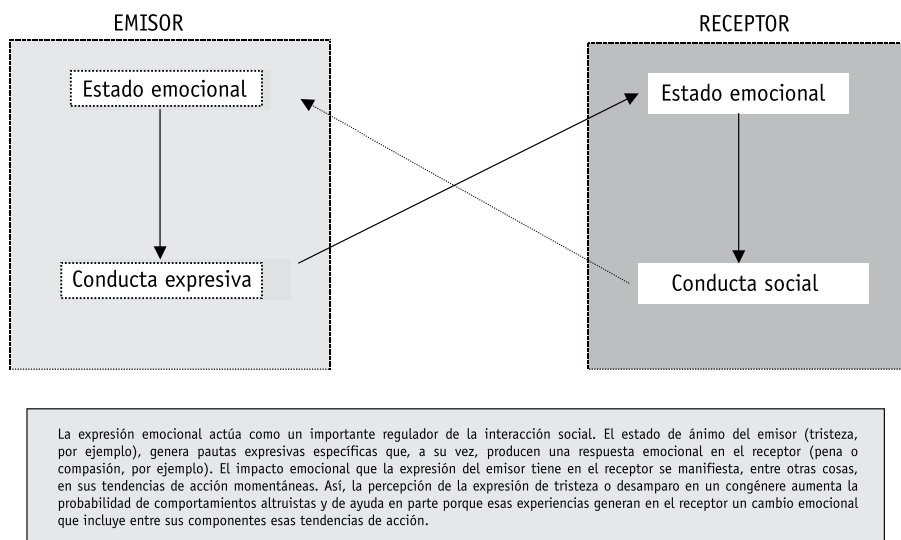 EMISOR
RECEPTOR
Estado emocional
Estado emocional
Conducta expresiva
Conducta social
La expresión emocional actúa como un importante regulador de la interacción social. El estado de ánimo del emisor (tristeza,
por ejemplo), genera pautas expresivas específicas que, a su vez, producen una respuesta emocional en el receptor (pena o
compasión, por ejemplo). El impacto emocional que la expresión del emisor tiene en el receptor se manifiesta, entre otras cosas,
en sus tendencias de acción momentáneas. Así, la percepción de la expresión de tristeza o desamparo en un congénere aumenta la
probabilidad de comportamientos altruistas y de ayuda en parte porque esas experiencias generan en el receptor un cambio emocional
que incluye entre sus componentes esas tendencias de acción.